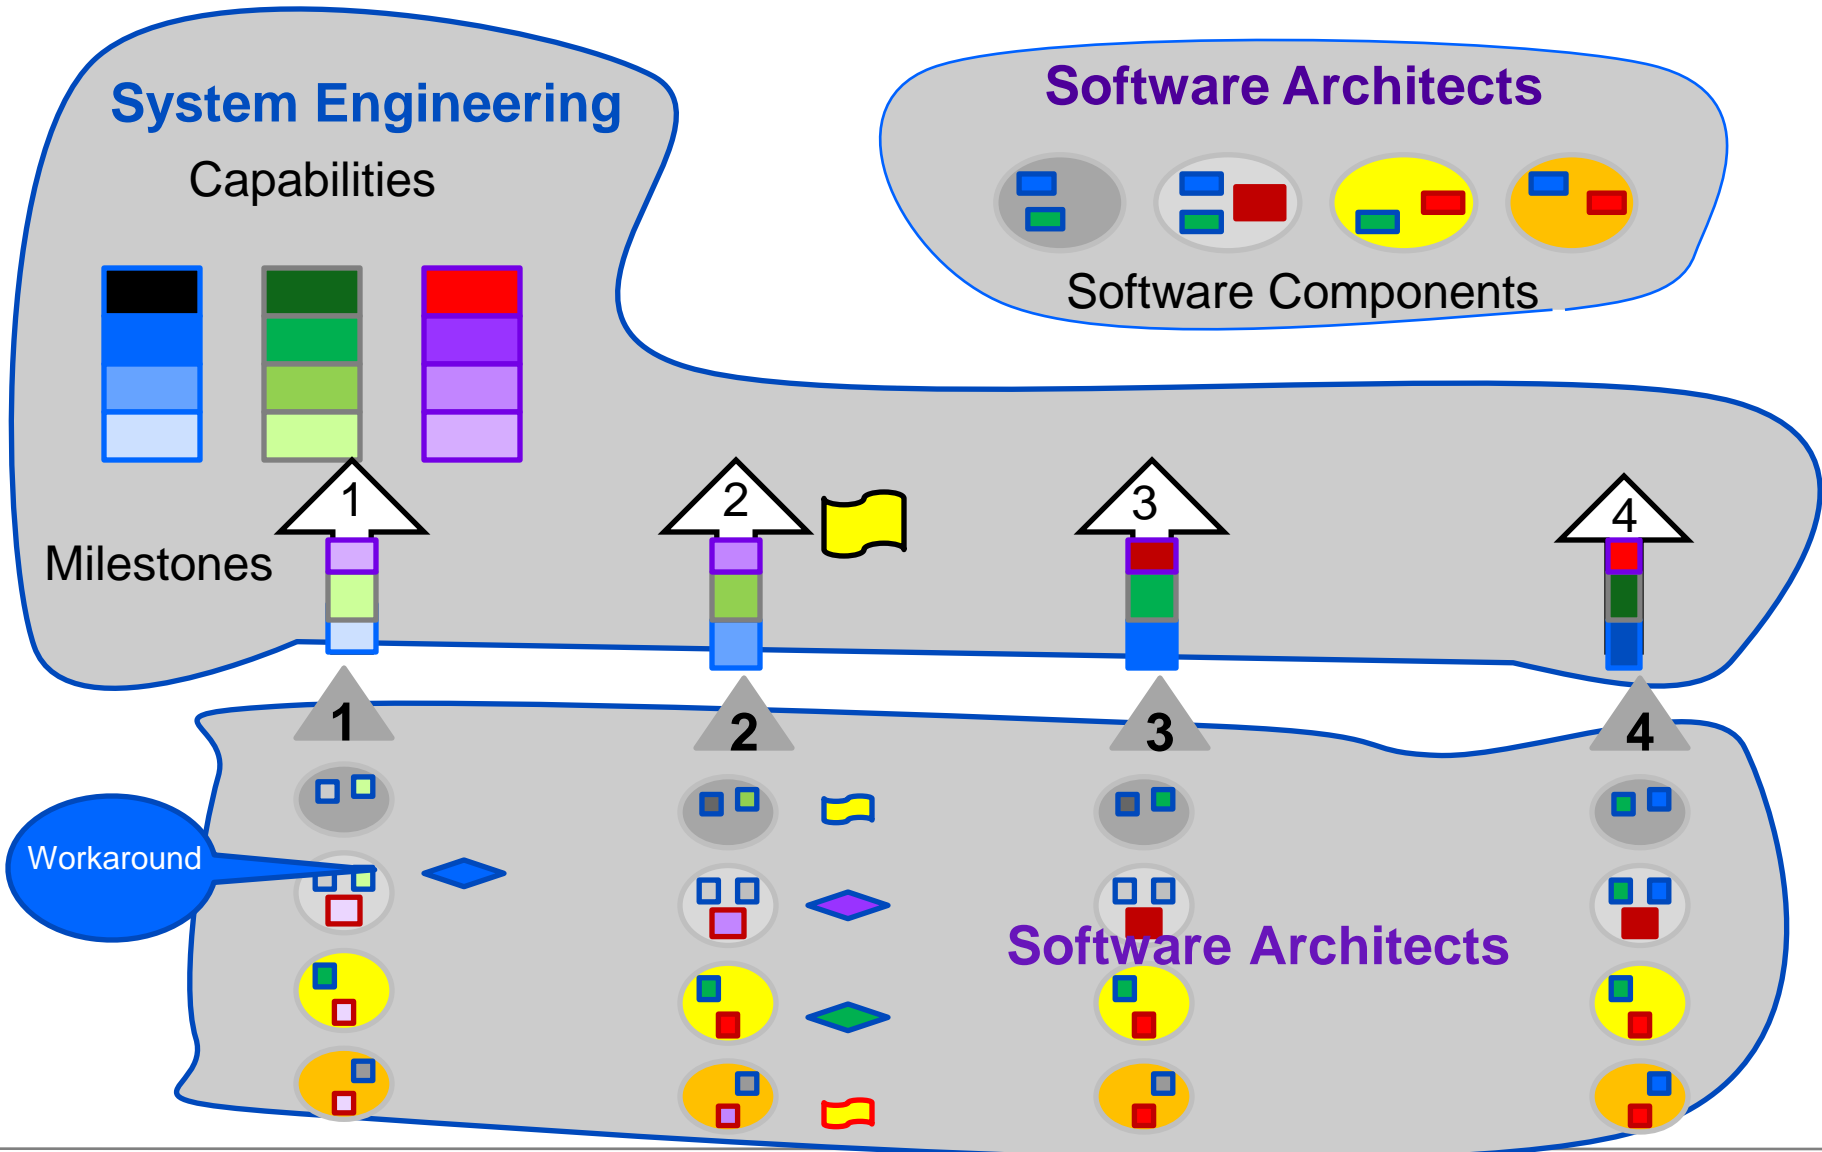 System Engineering
Capabilities
Software Architects
Software Components
1
2
3
4
Milestones
1
2
3
4
Workaround
Software Architects